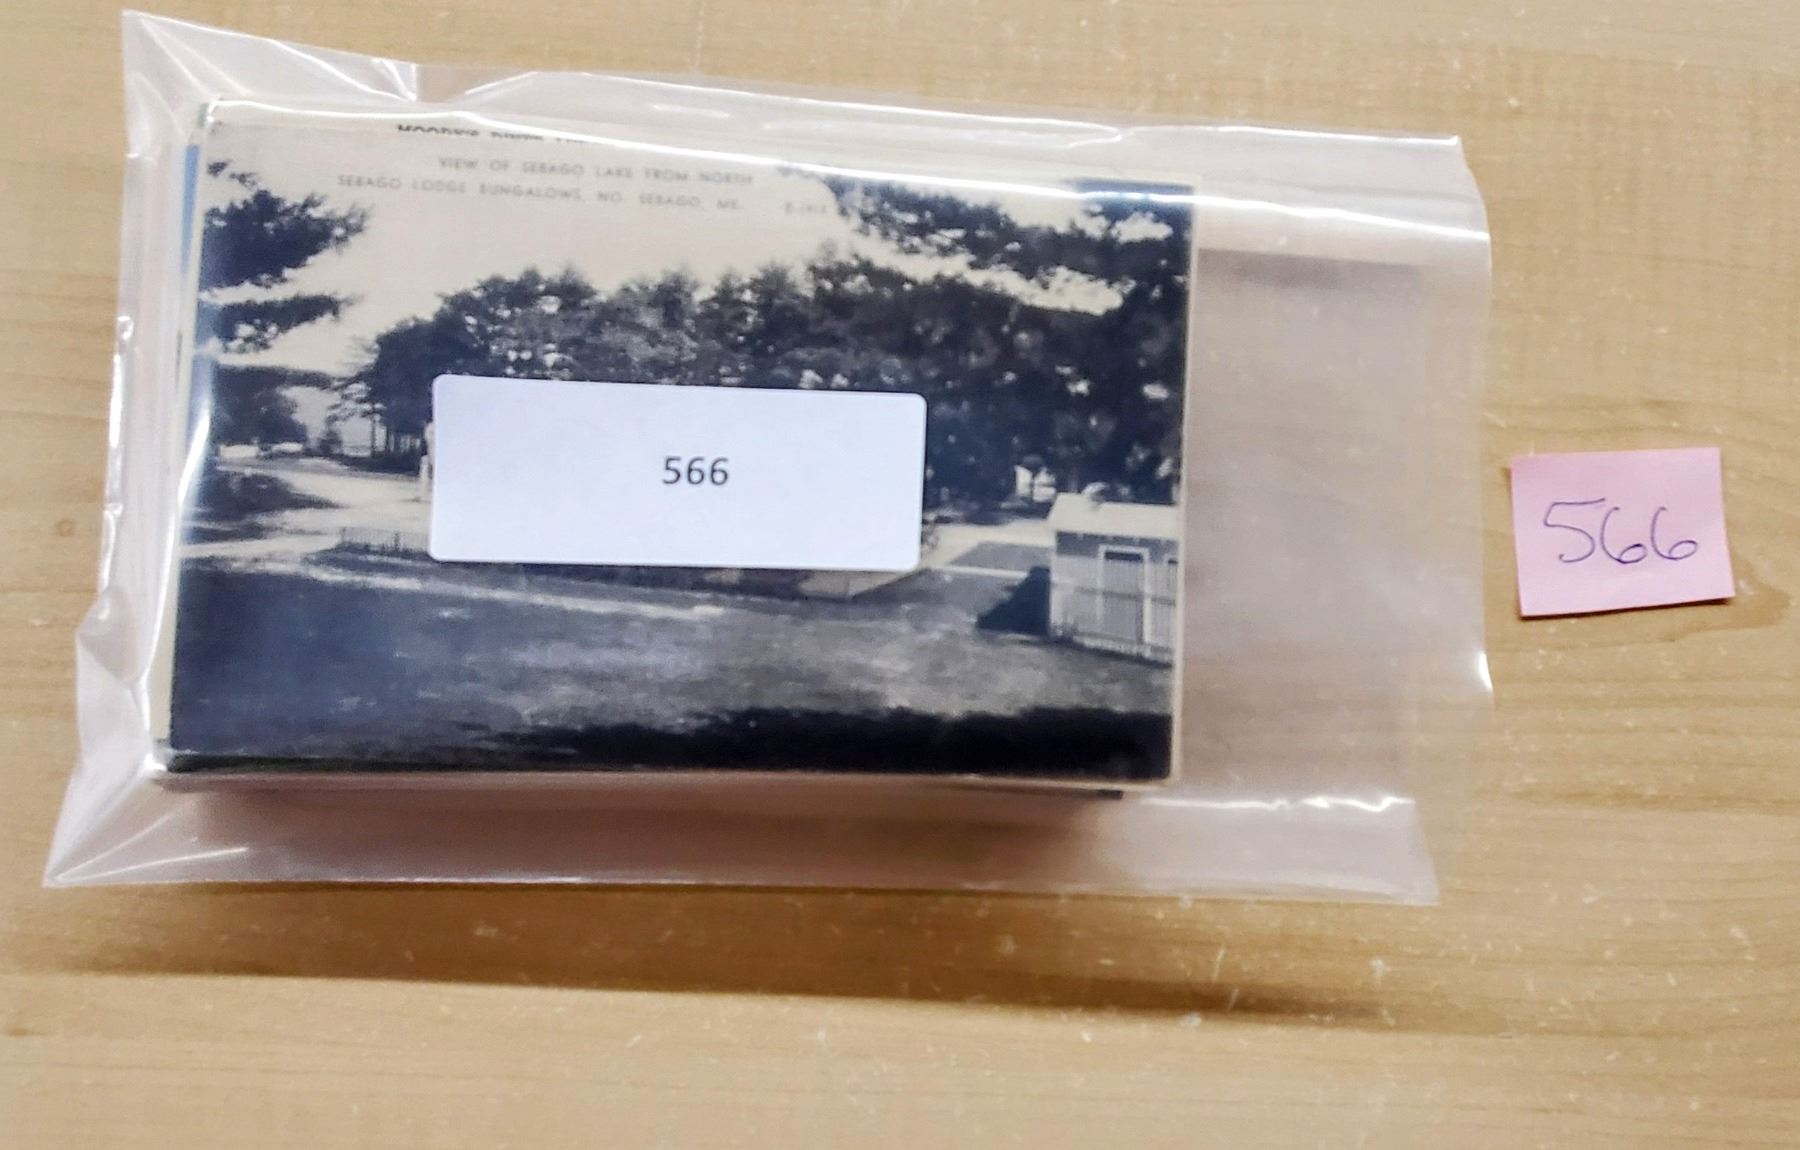 VIEW OF SEBAGO LAKE FROM NORTH
SEBAGO LODGE BUNGALOWS, NO. SEBAGO, ME.
566
566